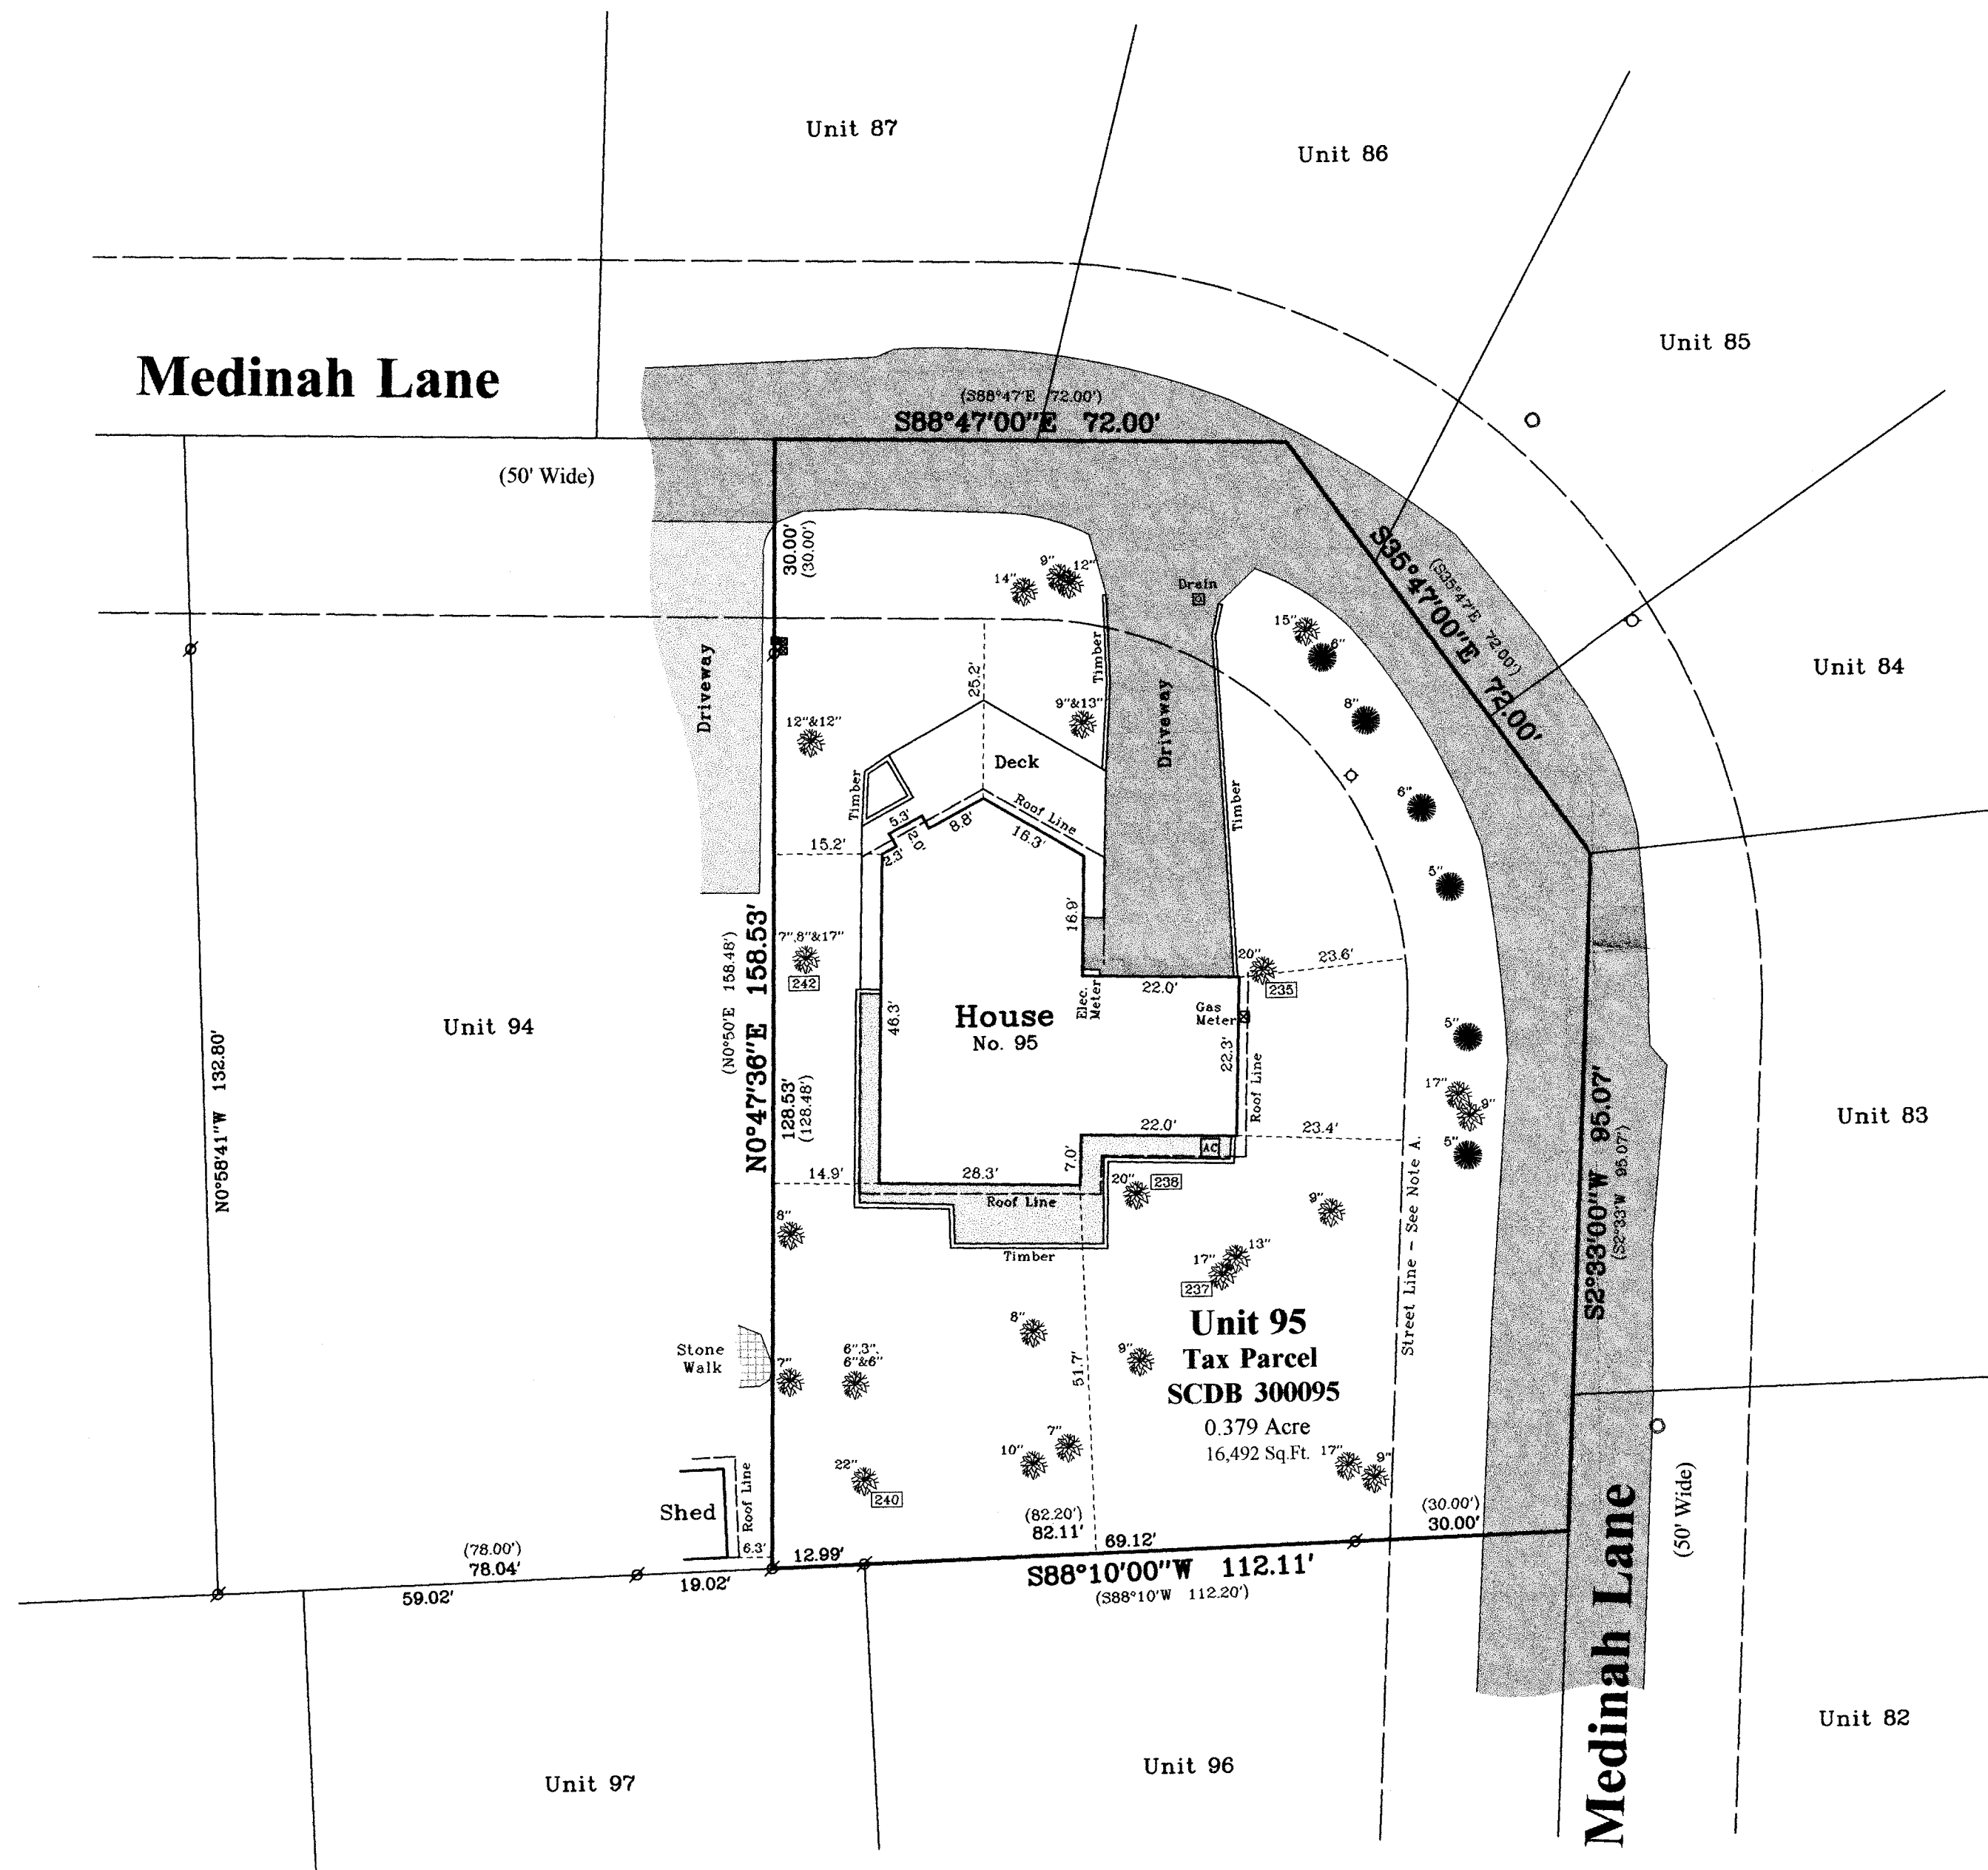 Unit 87
Unit 86
Unit 85
Medinah Lane
(S88°47'E 72.00')
S88°47'00"E 72.00'
(50' Wide)
30.00'
(30.00')
S35°47'00"E 72.00'
(S35°47'E 72.00')
9"
12"
14"
Drain
15"
6"
Timber
Unit 84
25.2'
8"
Driveway
12"&12"
9"&13"
Driveway
Deck
Timber
Timber
6"
Roof Line
5.3'
8.8'
16.3'
2.0'
2.3'
15.2'
5"
16.9'
7",8"&17"
242
20"
23.6'
235
22.0'
Elec.
Meter
Gas
Meter
House
No. 95
46.3'
22.3'
Roof Line
5"
Unit 94
N0°58'41"W 132.80'
(N0°50'E 158.48')
N0°47'36"E 158.53'
128.53'
(128.48')
17"
9"
5"
Unit 83
S2°33'00"W 95.07'
(S2°33'W 95.07')
22.0'
23.4'
AC
7.0'
14.9'
28.3'
20"
238
Roof Line
9"
8"
Timber
13"
17"
237
Street Line - See Note A.
Unit 95
Tax Parcel
SCDB 300095
0.379 Acre
16,492 Sq.Ft.
8"
9"
51.7'
Stone
Walk
7"
6",3",
6"&6"
7"
10"
17"
9"
22"
240
Roof Line
Shed
6.3'
(82.20')
82.11'
(30.00')
30.00'
69.12'
12.99'
(78.00')
78.04'
19.02'
59.02'
S88°10'00"W 112.11'
(S88°10'W 112.20')
(50' Wide)
Medinah Lane
Unit 82
Unit 96
Unit 97